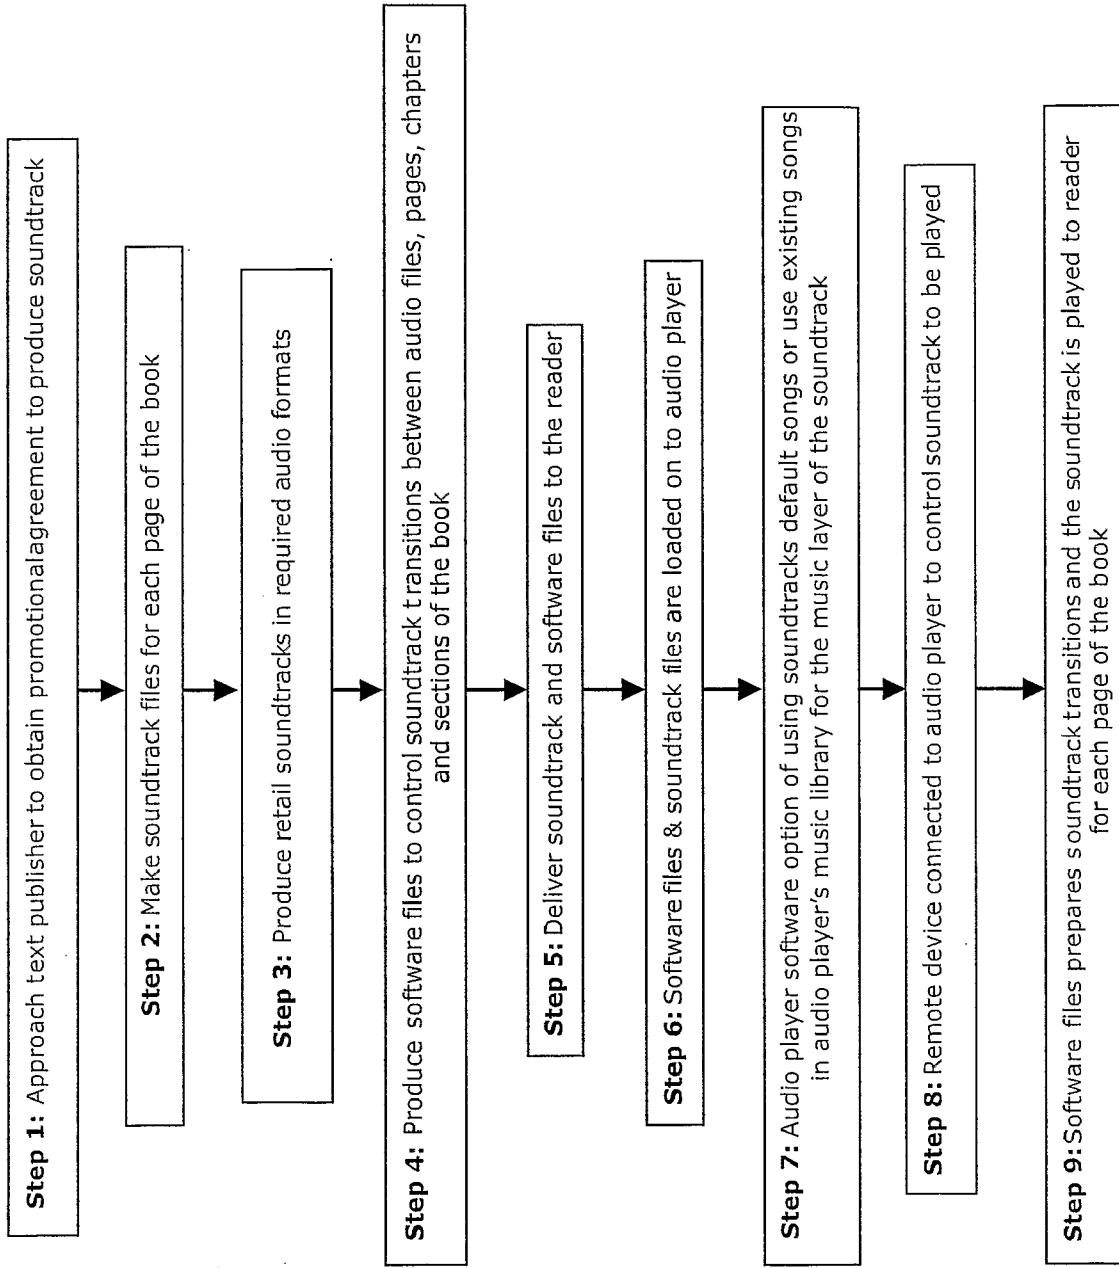 Step 1: Approach text publisher to obtain promotionalagreement to produce soundtrack
Step 2: Make soundtrack files for each page of the book
Step 3: Produce retail soundtracks in required audio formats
Step 4: Produce software files to control soundtrack transitions between audio files, pages, chapters
and sections of the book
Step 5: Deliver soundtrack and software files to the reader
Step 6: Software files & soundtrack files are loaded on to audio player
Step 7: Audio player software option of using soundtracks default songs or use existing songs
in audio player's music library for the music layer of the soundtrack
Step 8: Remote device connected to audio player to control soundtrack to be played
Step 9: Software files prepares soundtrack transitions and the soundtrack is played to reader
for each page of the book